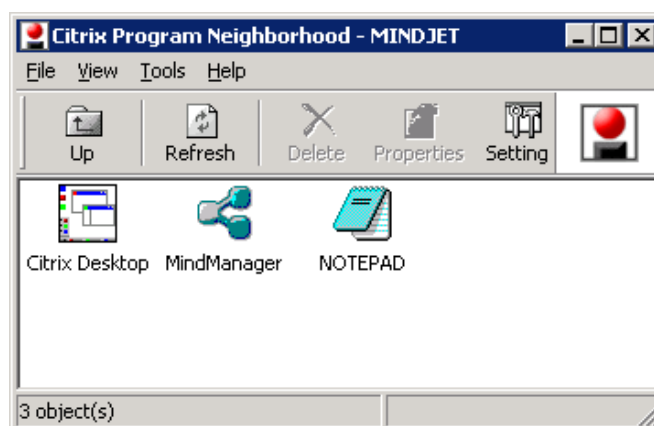 Citrix Program Neighborhood - MINDJET
File View Tools Help
Up Refresh Delete Properties Setting
Citrix Desktop MindManager NOTEPAD
3 object(s)